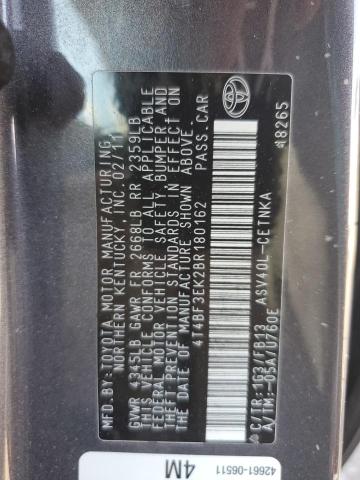 MFD. BY: TOYOTA MOTOR MANUFACTURING,
NORTHERN KENTUCKY, INC. 02/11
GVWR 4345LB GAWR FR 2668LB RR 2359LB
THIS VEHICLE CONFORMS TO ALL APPLICABLE
FEDERAL MOTOR VEHICLE SAFETY BUMPER AND
THEFT PREVENTION STANDARDS IN EFFECT ON
THE DATE OF MANUFACTURE SHOWN ABOVE.
4T4BF3EK2BR180162 PASS.CAR
C/TR: 1G3/FB13 ASV40L-CETNKA
A/TM:-05A/U760E
8265
42661-06511
4M